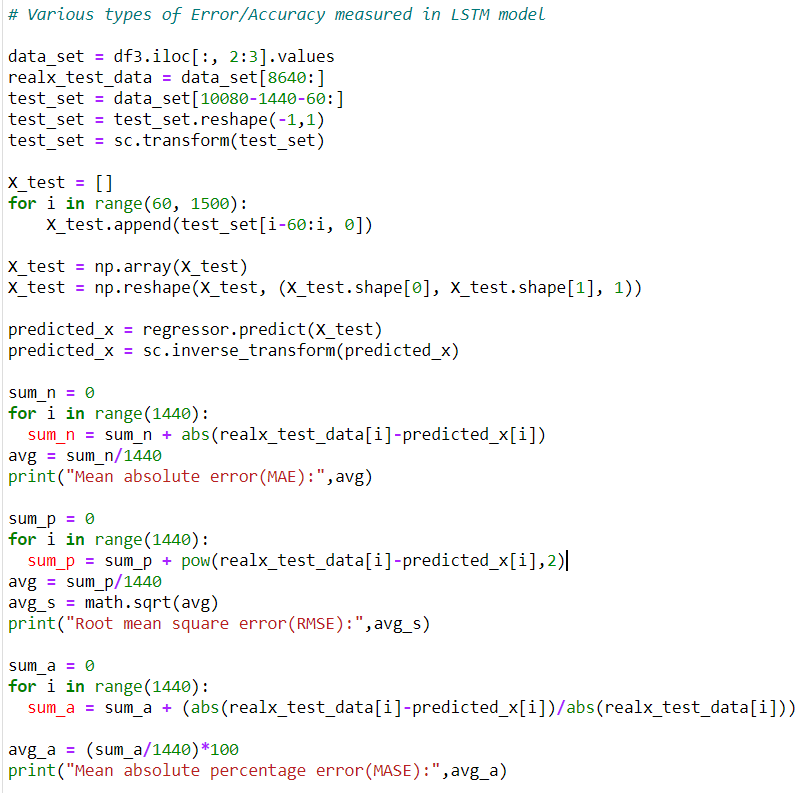 # Various types of Error/Accuracy measured in LSTM model

data_set = df3.iloc[:, 2:3].values
realx_test_data = data_set[8640:]
test_set = data_set[10080-1440-60:]
test_set = test_set.reshape(-1,1)
test_set = sc.transform(test_set)

X_test = []
for i in range(60, 1500):
    X_test.append(test_set[i-60:i, 0])

X_test = np.array(X_test)
X_test = np.reshape(X_test, (X_test.shape[0], X_test.shape[1], 1))

predicted_x = regressor.predict(X_test)
predicted_x = sc.inverse_transform(predicted_x)

sum_n = 0
for i in range(1440):
  sum_n = sum_n + abs(realx_test_data[i]-predicted_x[i])
avg = sum_n/1440
print("Mean absolute error(MAE):",avg)

sum_p = 0
for i in range(1440):
  sum_p = sum_p + pow(realx_test_data[i]-predicted_x[i],2)
avg = sum_p/1440
avg_s = math.sqrt(avg)
print("Root mean square error(RMSE):",avg_s)

sum_a = 0
for i in range(1440):
  sum_a = sum_a + (abs(realx_test_data[i]-predicted_x[i])/abs(realx_test_data[i]))

avg_a = (sum_a/1440)*100
print("Mean absolute percentage error(MASE):",avg_a)